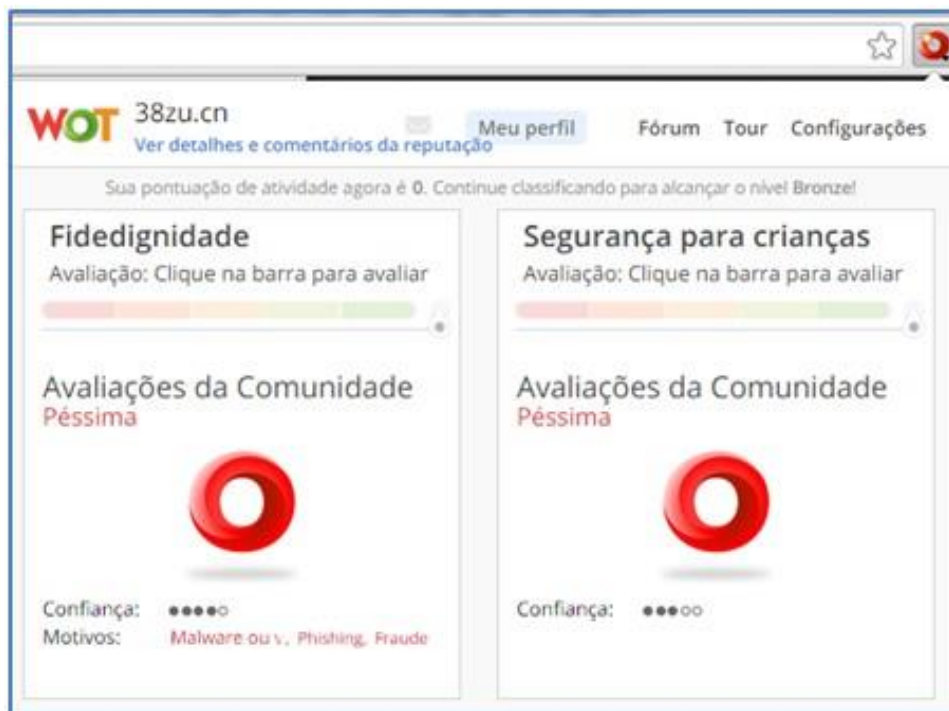 WOT
38zu.cn
Ver detalhes e comentários da reputação
Meu perfil
Fórum Tour Configurações
Sua pontuação de atividade agora é 0. Continue classificando para alcançar o nível Bronze!
Fidedignidade
Avaliação: Clique na barra para avaliar
Avaliações da Comunidade
Péssima
Confiança:
Motivos: Malware ou v, Phishing, Fraude
Segurança para crianças
Avaliação: Clique na barra para avaliar
Avaliações da Comunidade
Péssima
Confiança: